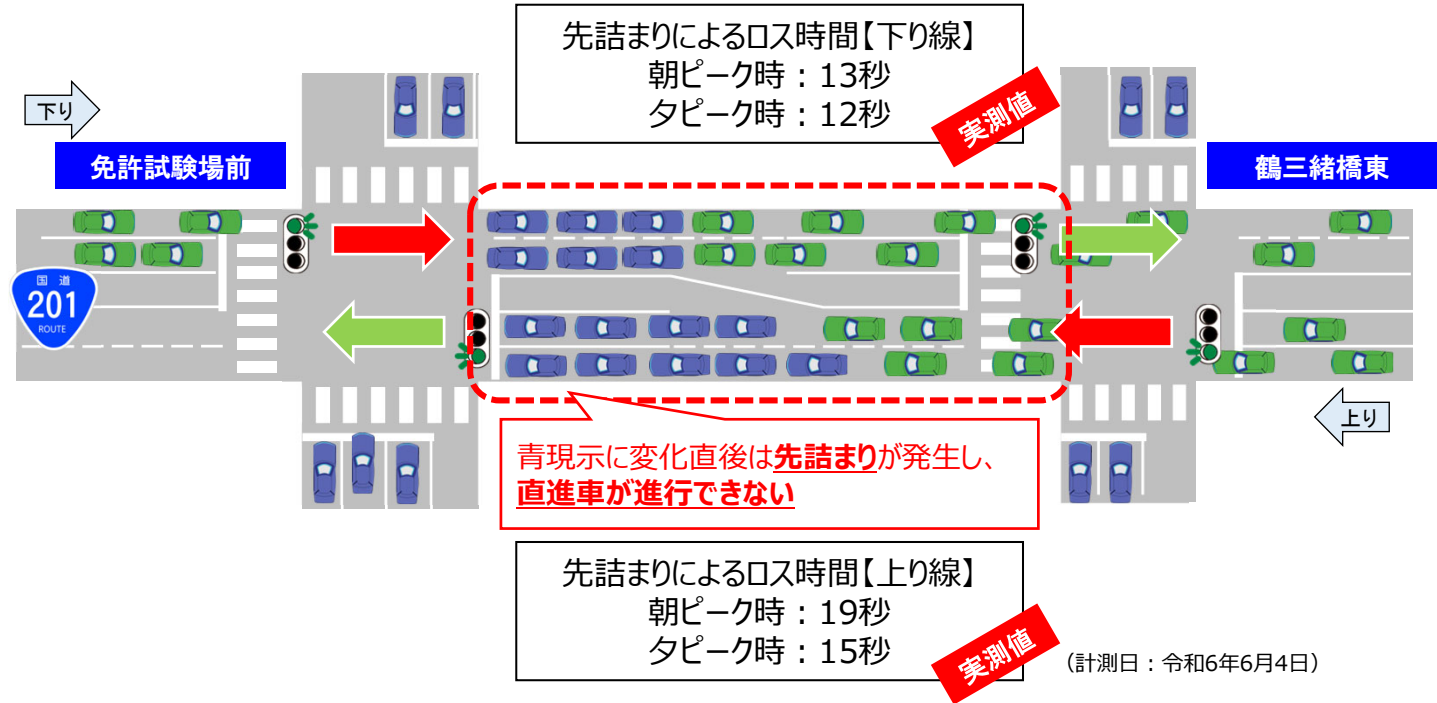 先詰まりによるロス時間【下り線】
朝ピーク時：13秒
夕ピーク時：12秒
実測値
下り
免許試験場前
鶴三緒橋東
国道
201
ROUTE
上り
青現示に変化直後は先詰まりが発生し、
直進車が進行できない
先詰まりによるロス時間【上り線】
朝ピーク時：19秒
夕ピーク時：15秒
実測値
（計測日：令和6年6月4日）